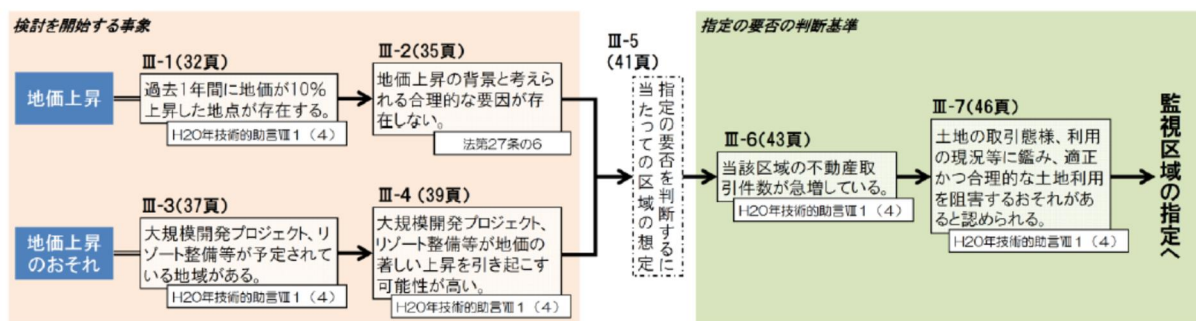 検討を開始する事象
地価上昇
Ⅲ-1(32頁)
過去1年間に地価が10%
上昇した地点が存在する。
H20年技術的助言Ⅷ1(4)
Ⅲ-2(35頁)
地価上昇の背景と考えら
れる合理的な要因が存
在しない。
法第27条の6
地価上昇
のおそれ
Ⅲ-3(37頁)
大規模開発プロジェクト、リ
ゾート整備等が予定されて
いる地域がある。
H20年技術的助言Ⅷ1(4)
Ⅲ-4(39頁)
大規模開発プロジェクト、
リゾート整備等が地価の
著しい上昇を引き起こす
可能性が高い。
H20年技術的助言Ⅷ1(4)
Ⅲ-5
(41頁)
指定の要否を判断するに
当たっての区域の想定
指定の要否の判断基準
Ⅲ-6(43頁)
当該区域の不動産取
引件数が急増している。
H20年技術的助言Ⅷ1(4)
Ⅲ-7(46頁)
土地の取引態様、利用
の現況等に鑑み、適正
かつ合理的な土地利用
を阻害するおそれがあ
ると認められる。
H20年技術的助言Ⅷ1(4)
監視区域の指定へ